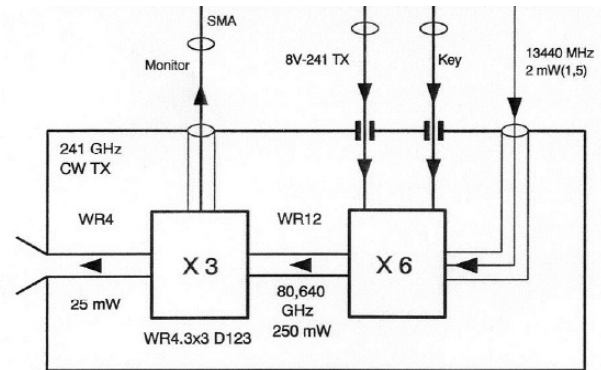 SMA
Monitor
8V-241 TX
Key
13440 MHz
2 mW(1,5)
241 GHz
CW TX
WR4
WR12
X 3
X 6
25 mW
80,640
GHz
250 mW
WR4.3x3 D123